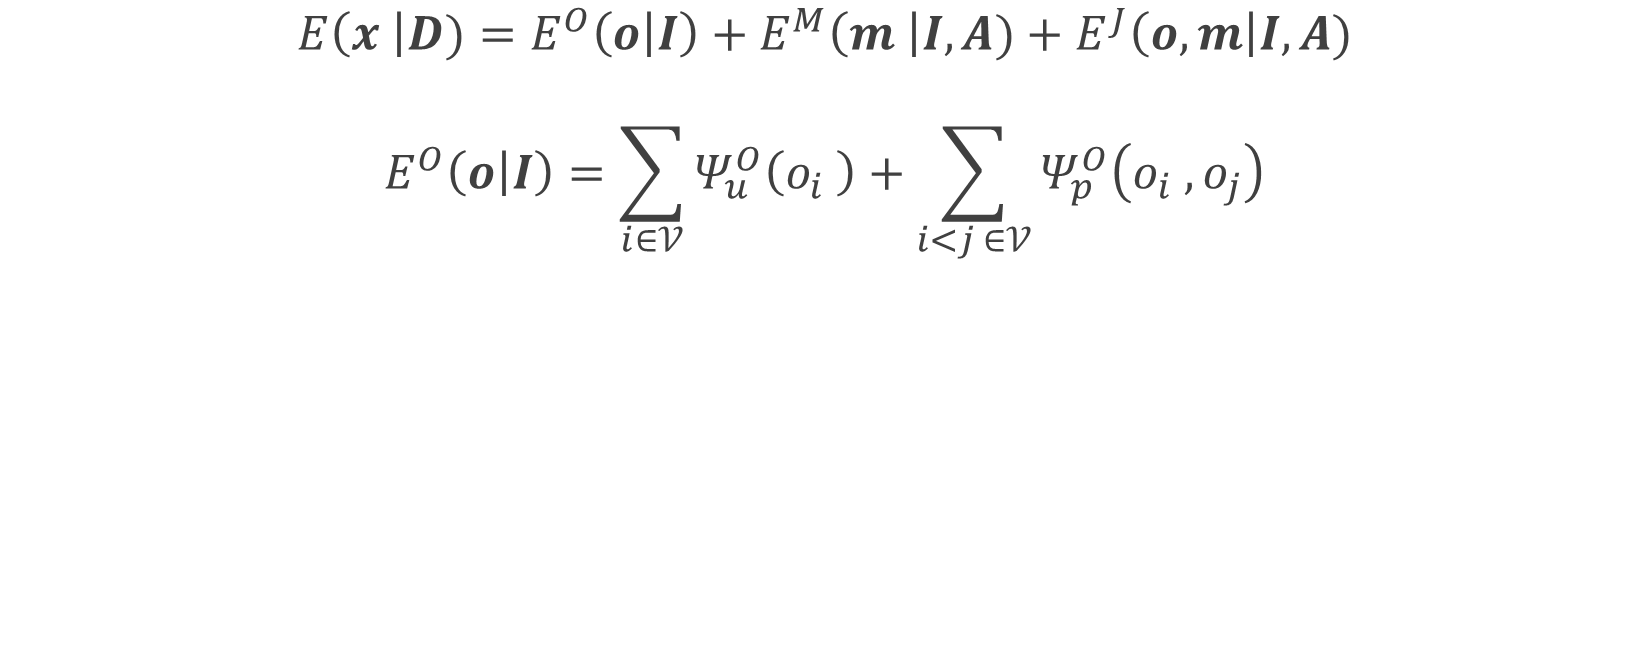 E(x |D) = E^O(o|I) + E^M(m |I, A) + E^J(o, m|I, A)
E^O(o|I) = ∑_{i∈𝒱} Ψ_u^O(o_i ) + ∑_{i<j ∈𝒱} Ψ_p^O(o_i , o_j)